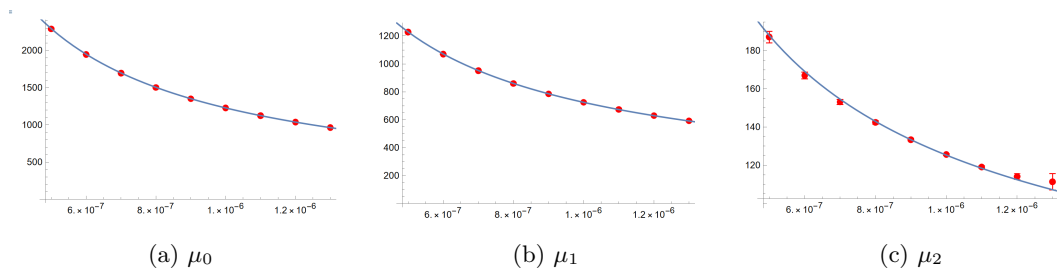 2000
1500
1000
500
6. × 10⁻⁷ 8. × 10⁻⁷ 1. × 10⁻⁶ 1.2 × 10⁻⁶
(a) μ₀
1200
1000
800
600
400
200
6. × 10⁻⁷ 8. × 10⁻⁷ 1. × 10⁻⁶ 1.2 × 10⁻⁶
(b) μ₁
180
160
140
120
6. × 10⁻⁷ 8. × 10⁻⁷ 1. × 10⁻⁶ 1.2 × 10⁻⁶
(c) μ₂